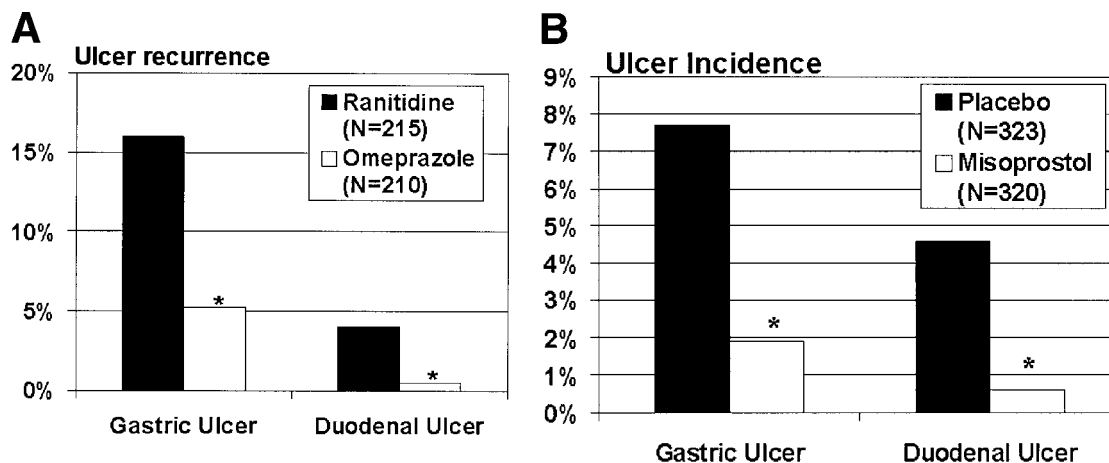 A
Ulcer recurrence
20%
15%
10%
5%
0%
Ranitidine
(N=215)
Omeprazole
(N=210)
*
*
Gastric Ulcer Duodenal Ulcer
B
Ulcer Incidence
9%
8%
7%
6%
5%
4%
3%
2%
1%
0%
Placebo
(N=323)
Misoprostol
(N=320)
*
*
Gastric Ulcer Duodenal Ulcer